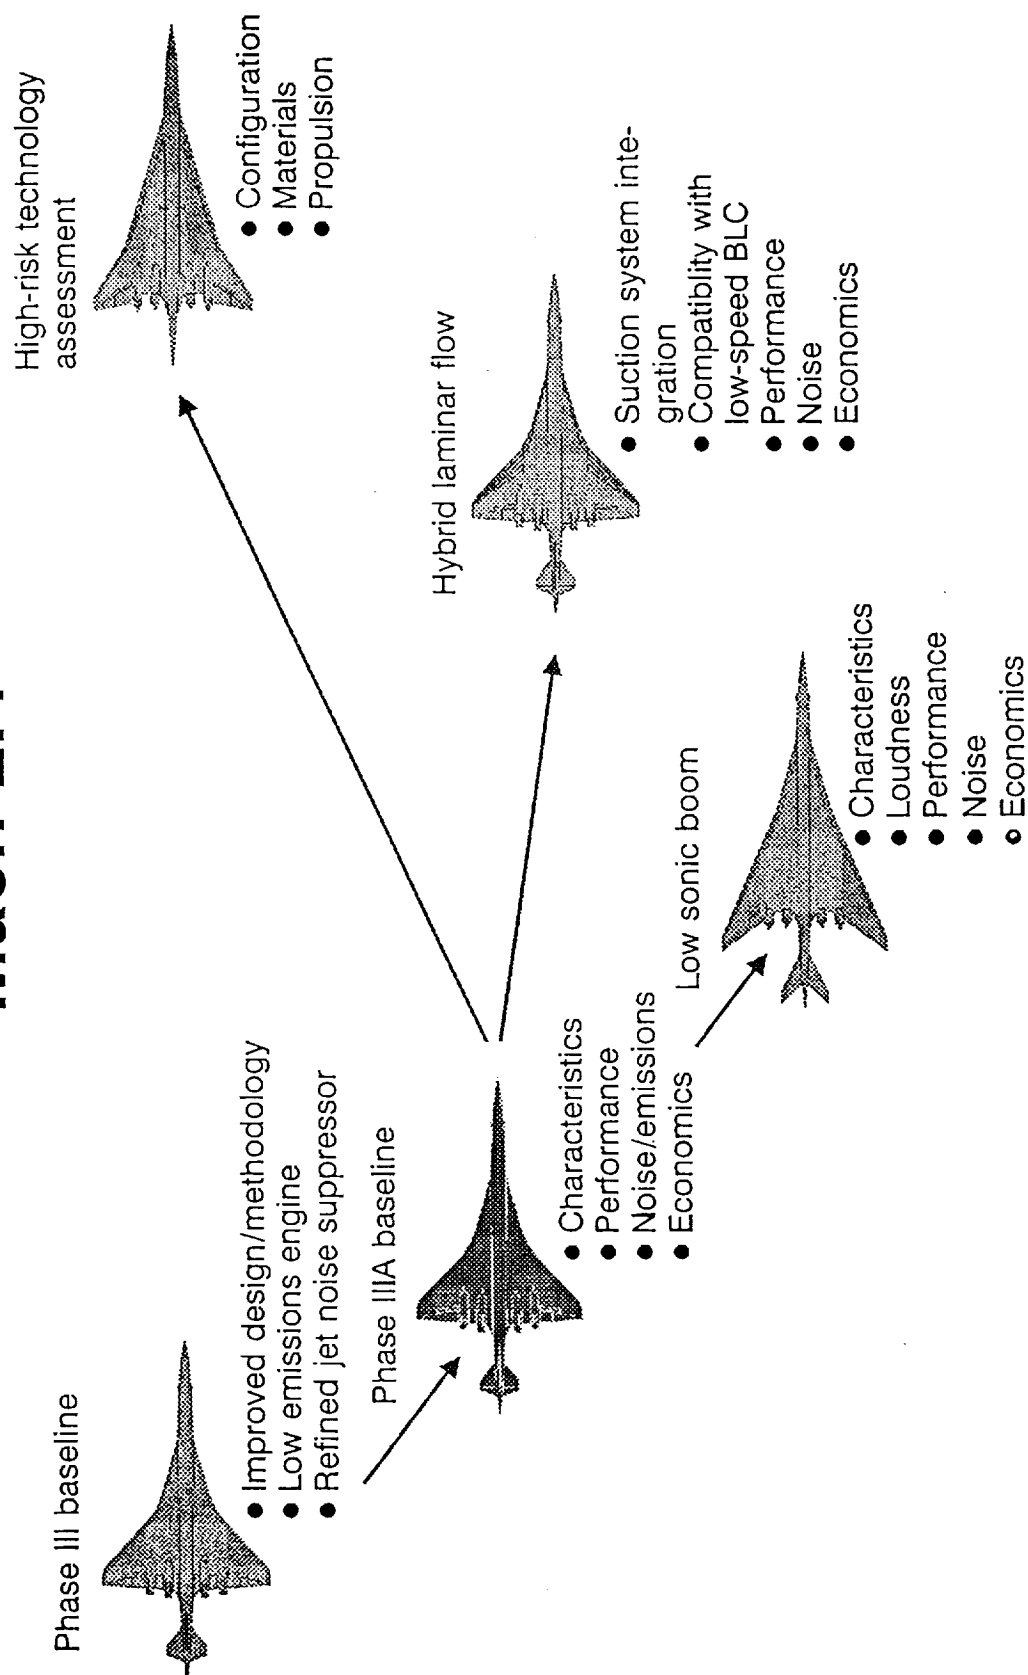 Phase III baseline
● Improved design/methodology
● Low emissions engine
● Refined jet noise suppressor
Phase IIIA baseline
● Characteristics
● Performance
● Noise/emissions
● Economics
High-risk technology
assessment
● Configuration
● Materials
● Propulsion
Hybrid laminar flow
● Suction system inte-
gration
● Compatiblity with
low-speed BLC
● Performance
● Noise
● Economics
Low sonic boom
● Characteristics
● Loudness
● Performance
● Noise
● Economics